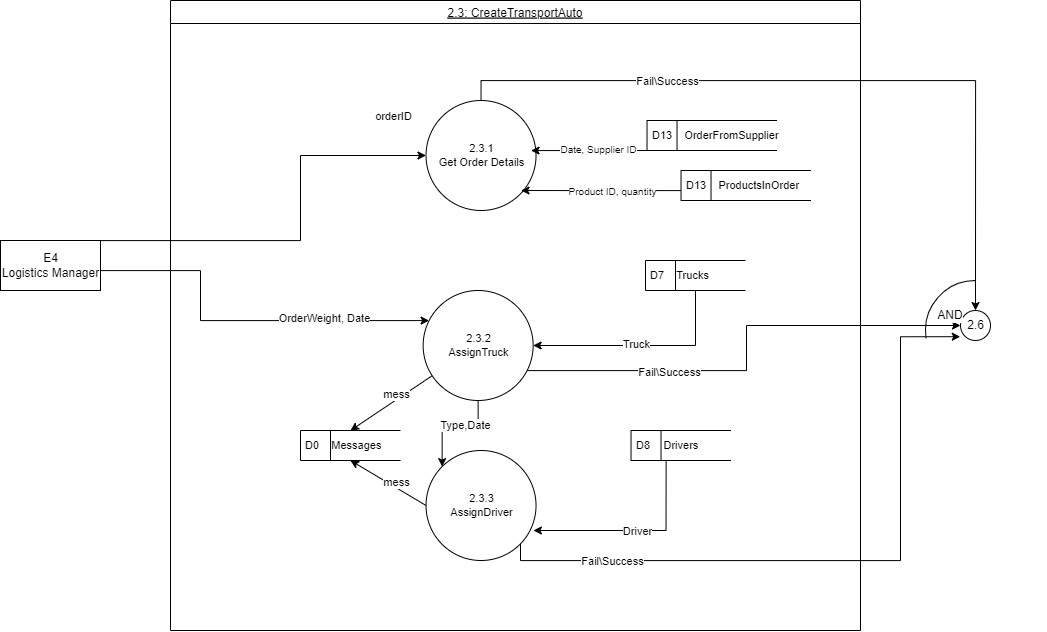 2.3: CreateTransportAuto
Fail\Success
orderID
D13 OrderFromSupplier
2.3.1
Get Order Details
Date, Supplier ID
D13 ProductsInOrder
Product ID, quantity
E4
Logistics Manager
D7 Trucks
AND
2.6
OrderWeight, Date
2.3.2
AssignTruck
Truck
Fail\Success
mess
Type,Date
D0 Messages
D8 Drivers
mess
2.3.3
AssignDriver
Driver
Fail\Success